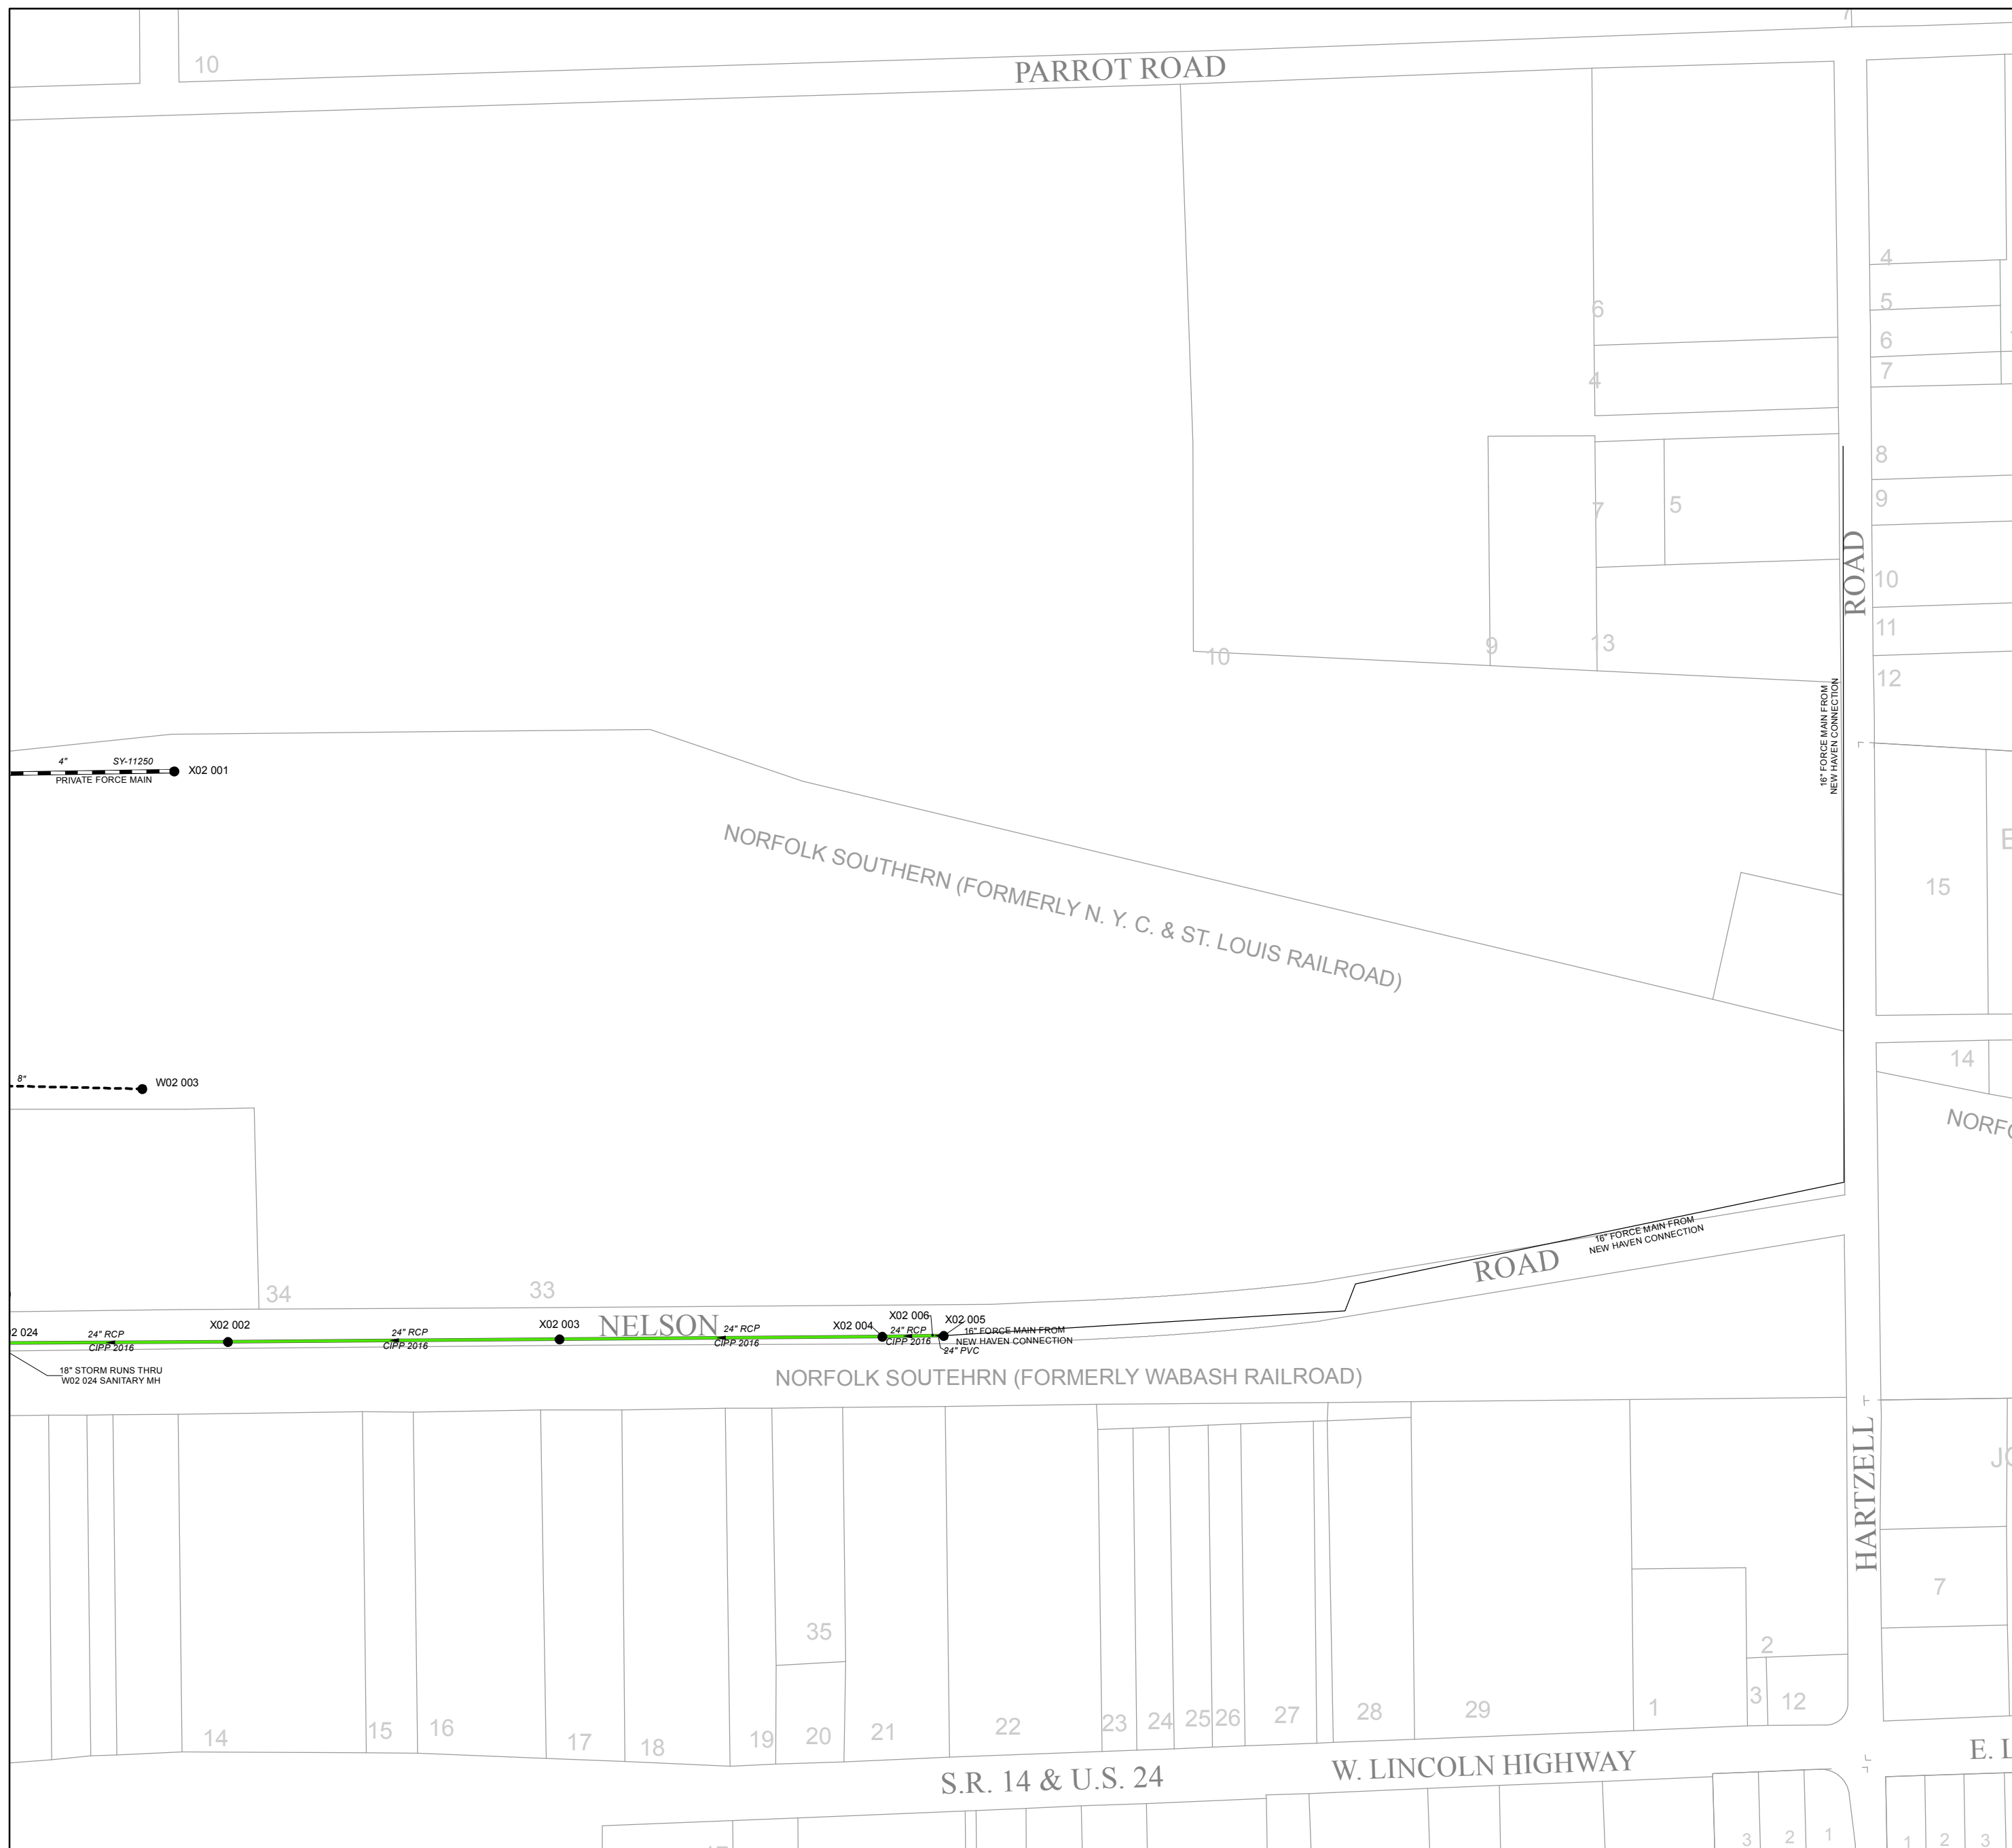 10
PARROT ROAD
4
5
6
7
6
4
8
9
10
11
12
7
5
ROAD
10
9
13
16" FORCE MAIN FROM
NEW HAVEN CONNECTION
4"
SY-11250
PRIVATE FORCE MAIN
X02 001
NORFOLK SOUTHERN (FORMERLY N. Y. C. & ST. LOUIS RAILROAD)
E
15
14
8"
W02 003
NORFO
34
33
NELSON
ROAD
16" FORCE MAIN FROM
NEW HAVEN CONNECTION
2 024
24" RCP
CIPP 2016
X02 002
24" RCP
CIPP 2016
X02 003
24" RCP
CIPP 2016
X02 004
X02 006
24" RCP
CIPP 2016
X02 005
16" FORCE MAIN FROM
NEW HAVEN CONNECTION
24" PVC
18" STORM RUNS THRU
W02 024 SANITARY MH
NORFOLK SOUTEHRN (FORMERLY WABASH RAILROAD)
HARTZELL
JO
7
35
2
14
15
16
17
18
19
20
21
22
23
24
25
26
27
28
29
1
3
12
S.R. 14 & U.S. 24
W. LINCOLN HIGHWAY
E. L
3
2
1
1
2
3